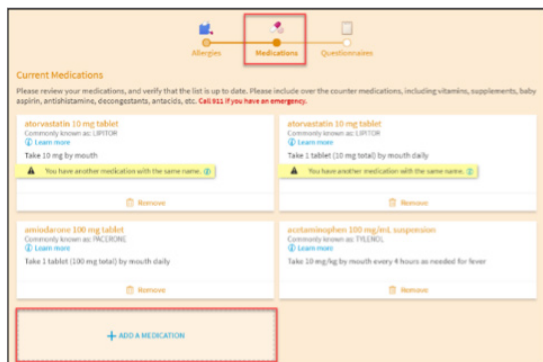 Allergies
Medications
Questionnaires
Current Medications
Please review your medications, and verify that the list is up to date. Please include over the counter medications, including vitamins, supplements, baby
aspirin, antihistamine, decongestants, antacids, etc. Call 911 if you have an emergency.
atorvastatin 10 mg tablet
Commonly known as: LIPITOR
Learn more
Take 10 mg by mouth
You have another medication with the same name.
Remove
atorvastatin 10 mg tablet
Commonly known as: LIPITOR
Learn more
Take 1 tablet (10 mg total) by mouth daily
You have another medication with the same name.
Remove
amiodarone 100 mg tablet
Commonly known as: PACERONE
Learn more
Take 1 tablet (100 mg total) by mouth daily
Remove
acetaminophen 100 mg/mL suspension
Commonly known as: TYLENOL
Learn more
Take 10 mg/kg by mouth every 4 hours as needed for fever
Remove
+ ADD A MEDICATION